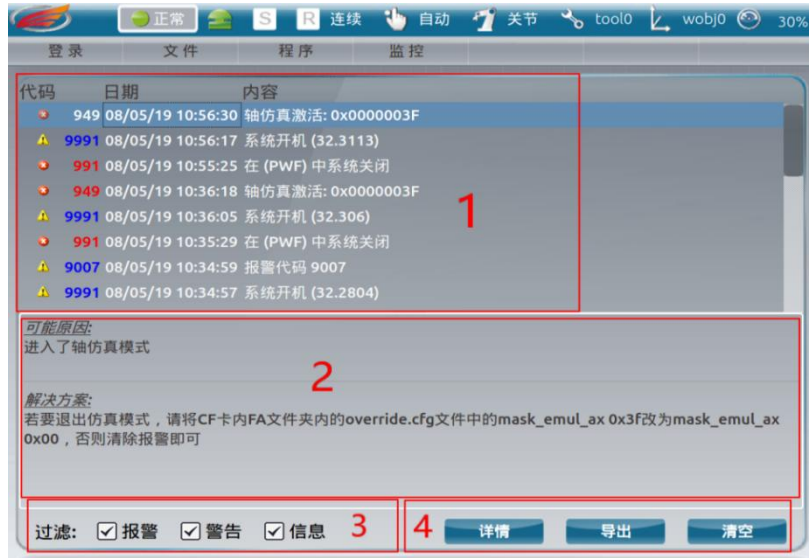 正常 S R 连续 自动 关节 tool0 wobj0 30%
登录 文件 程序 监控
代码 日期 内容
949 08/05/19 10:56:30 轴仿真激活: 0x0000003F
9991 08/05/19 10:56:17 系统开机 (32.3113)
991 08/05/19 10:55:25 在 (PWF) 中系统关闭
949 08/05/19 10:36:18 轴仿真激活: 0x0000003F
9991 08/05/19 10:36:05 系统开机 (32.306)
991 08/05/19 10:35:29 在 (PWF) 中系统关闭
9007 08/05/19 10:34:59 报警代码 9007
9991 08/05/19 10:34:57 系统开机 (32.2804)
1
可能原因:
进入了轴仿真模式
2
解决方案:
若要退出仿真模式，请将CF卡内FA文件夹内的override.cfg文件中的mask_emul_ax 0x3f改为mask_emul_ax
0x00，否则清除报警即可
过滤: 报警 警告 信息 3 4 详情 导出 清空